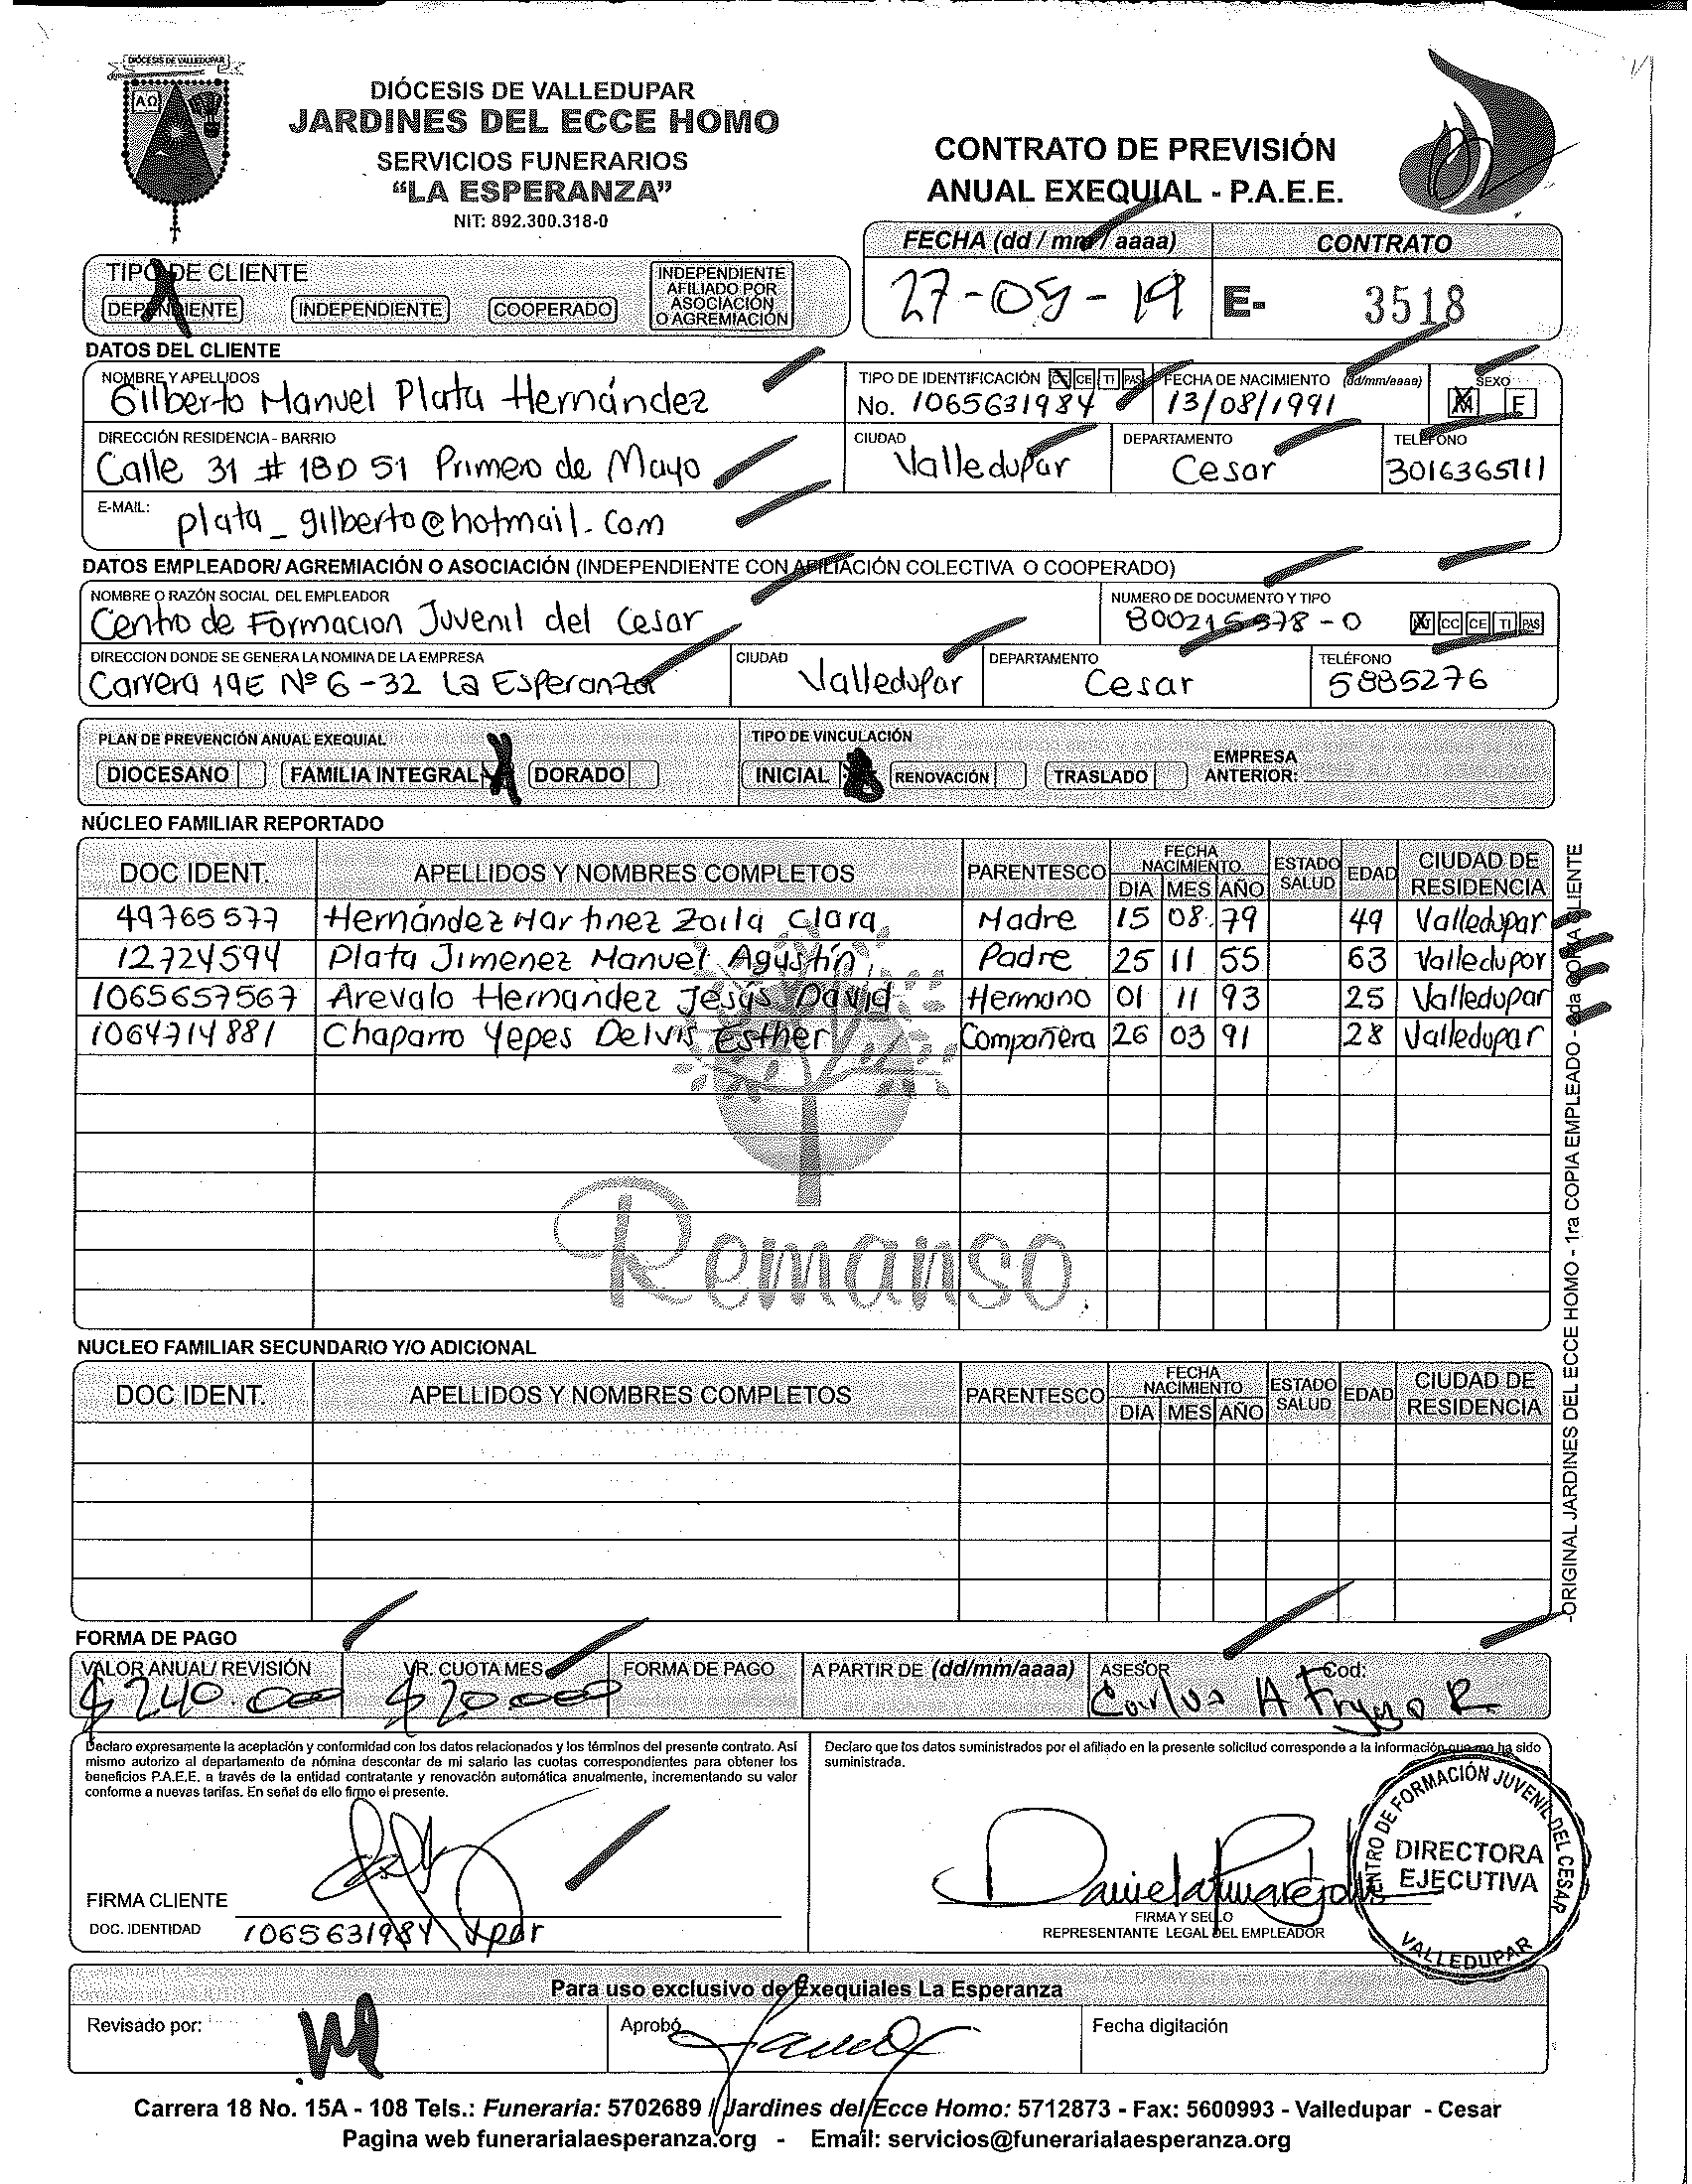 DIÓCESIS DE VALLEDUPAR
DIÓCESIS DE VALLEDUPAR
JARDINES DEL ECCE HOMO
SERVICIOS FUNERARIOS
"LA ESPERANZA"
NIT: 892.300.318-0
CONTRATO DE PREVISIÓN
ANUAL EXEQUIAL - P.A.E.E.
FECHA (dd / mm / aaaa) CONTRATO
27-09-19 E- 3518
TIPO DE CLIENTE
DEPENDIENTE INDEPENDIENTE COOPERADO INDEPENDIENTE AFILIADO POR ASOCIACIÓN O AGREMIACIÓN
DATOS DEL CLIENTE
NOMBRE Y APELLIDOS TIPO DE IDENTIFICACIÓN CC CE TI PAS FECHA DE NACIMIENTO (dd/mm/aaaa) SEXO
Gilberto Manuel Plata Hernández No. 1065631984 13/08/1991 M F
DIRECCIÓN RESIDENCIA - BARRIO CIUDAD DEPARTAMENTO TELÉFONO
Calle 31 # 18D 51 Primero de Mayo Valledupar Cesar 3016365111
E-MAIL:
plata_gilberto@hotmail.com
DATOS EMPLEADOR/ AGREMIACIÓN O ASOCIACIÓN (INDEPENDIENTE CON AFILIACIÓN COLECTIVA O COOPERADO)
NOMBRE O RAZÓN SOCIAL DEL EMPLEADOR NUMERO DE DOCUMENTO Y TIPO
Centro de Formacion Juvenil del Cesar 800215978-0 NIT CC CE TI PAS
DIRECCION DONDE SE GENERA LA NOMINA DE LA EMPRESA CIUDAD DEPARTAMENTO TELÉFONO
Carrera 19E Nº 6-32 La Esperanza Valledupar Cesar 5885276
PLAN DE PREVENCIÓN ANUAL EXEQUIAL TIPO DE VINCULACIÓN
DIOCESANO FAMILIA INTEGRAL X DORADO INICIAL X RENOVACIÓN TRASLADO EMPRESA ANTERIOR:
NÚCLEO FAMILIAR REPORTADO
DOC IDENT. APELLIDOS Y NOMBRES COMPLETOS PARENTESCO FECHA NACIMIENTO DIA MES AÑO ESTADO SALUD EDAD CIUDAD DE RESIDENCIA
49765577 Hernández Martinez Zoila Clara Madre 15 08 79 49 Valledupar
12724594 Plata Jimenez Manuel Agustín Padre 25 11 55 63 Valledupar
1065657567 Arevalo Hernandez Jesús David Hermano 01 11 93 25 Valledupar
1064714881 Chaparro Yepes Delvis Esther Compañera 26 03 91 28 Valledupar
Remanso
NUCLEO FAMILIAR SECUNDARIO Y/O ADICIONAL
DOC IDENT. APELLIDOS Y NOMBRES COMPLETOS PARENTESCO FECHA NACIMIENTO DIA MES AÑO ESTADO SALUD EDAD CIUDAD DE RESIDENCIA
-ORIGINAL JARDINES DEL ECCE HOMO - 1ra COPIA EMPLEADO - 2da COPIA CLIENTE
FORMA DE PAGO
VALOR ANUAL/ REVISIÓN VR. CUOTA MES FORMA DE PAGO A PARTIR DE (dd/mm/aaaa) ASESOR Cod:
$ 240.000 $ 20000 Carlos A R
Declaro expresamente la aceptación y conformidad con los datos relacionados y los términos del presente contrato. Así
mismo autorizo al departamento de nómina descontar de mi salario las cuotas correspondientes para obtener los
beneficios P.A.E.E. a través de la entidad contratante y renovación automática anualmente, incrementando su valor
conforme a nuevas tarifas. En señal de ello firmo el presente.
Declaro que los datos suministrados por el afiliado en la presente solicitud corresponde a la información que me ha sido
suministrada.
FIRMA CLIENTE
DOC. IDENTIDAD 1065631984 Vpar
FIRMA Y SELLO
REPRESENTANTE LEGAL DEL EMPLEADOR
CENTRO DE FORMACIÓN JUVENIL DEL CESAR
DIRECTORA
EJECUTIVA
VALLEDUPAR
Para uso exclusivo de Exequiales La Esperanza
Revisado por: Aprobó Fecha digitación
Carrera 18 No. 15A - 108 Tels.: Funeraria: 5702689 / Jardines del Ecce Homo: 5712873 - Fax: 5600993 - Valledupar - Cesar
Pagina web funerarialaesperanza.org - Email: servicios@funerarialaesperanza.org